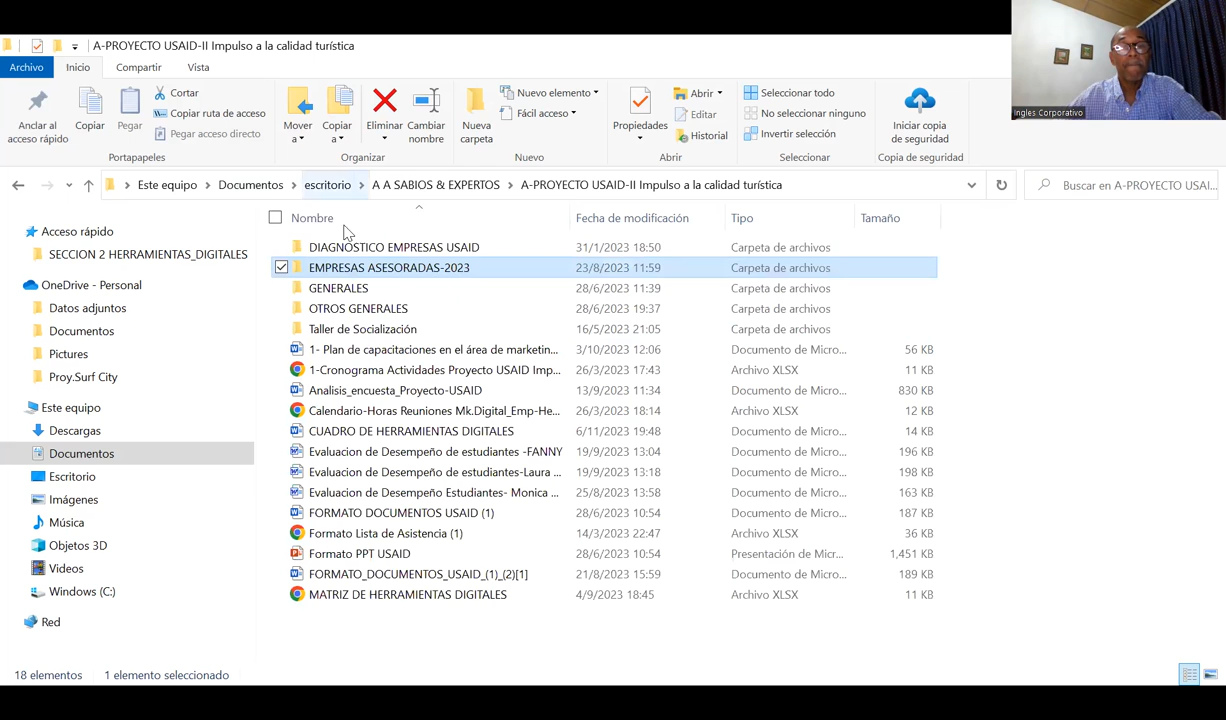 A-PROYECTO USAID-II Impulso a la calidad turística
Archivo Inicio Compartir Vista
Anclar al acceso rápido
Copiar
Pegar
Cortar
Copiar ruta de acceso
Pegar acceso directo
Portapapeles
Mover a
Copiar a
Eliminar
Cambiar nombre
Organizar
Nueva carpeta
Nuevo elemento
Fácil acceso
Nuevo
Propiedades
Abrir
Editar
Historial
Abrir
Seleccionar todo
No seleccionar ninguno
Invertir selección
Seleccionar
Iniciar copia de seguridad
Copia de seguridad
Ingles Corporativo
Este equipo > Documentos > escritorio > A A SABIOS & EXPERTOS > A-PROYECTO USAID-II Impulso a la calidad turística
Buscar en A-PROYECTO USAI...
Acceso rápido
SECCION 2 HERRAMIENTAS_DIGITALES
OneDrive - Personal
Datos adjuntos
Documentos
Pictures
Proy.Surf City
Este equipo
Descargas
Documentos
Escritorio
Imágenes
Música
Objetos 3D
Videos
Windows (C:)
Red
Nombre Fecha de modificación Tipo Tamaño
DIAGNOSTICO EMPRESAS USAID 31/1/2023 18:50 Carpeta de archivos
EMPRESAS ASESORADAS-2023 23/8/2023 11:59 Carpeta de archivos
GENERALES 28/6/2023 11:39 Carpeta de archivos
OTROS GENERALES 28/6/2023 19:37 Carpeta de archivos
Taller de Socialización 16/5/2023 21:05 Carpeta de archivos
1- Plan de capacitaciones en el área de marketin... 3/10/2023 12:06 Documento de Micro... 56 KB
1-Cronograma Actividades Proyecto USAID Imp... 26/3/2023 17:43 Archivo XLSX 11 KB
Analisis_encuesta_Proyecto-USAID 13/9/2023 11:34 Documento de Micro... 830 KB
Calendario-Horas Reuniones Mk.Digital_Emp-He... 26/3/2023 18:14 Archivo XLSX 12 KB
CUADRO DE HERRAMIENTAS DIGITALES 6/11/2023 19:48 Documento de Micro... 14 KB
Evaluacion de Desempeño de estudiantes -FANNY 19/9/2023 13:04 Documento de Micro... 196 KB
Evaluacion de Desempeño de estudiantes-Laura ... 19/9/2023 13:18 Documento de Micro... 198 KB
Evaluacion de Desempeño Estudiantes- Monica ... 25/8/2023 13:58 Documento de Micro... 163 KB
FORMATO DOCUMENTOS USAID (1) 28/6/2023 10:54 Documento de Micro... 187 KB
Formato Lista de Asistencia (1) 14/3/2023 22:47 Archivo XLSX 36 KB
Formato PPT USAID 28/6/2023 10:54 Presentación de Micr... 1,451 KB
FORMATO_DOCUMENTOS_USAID_(1)_(2)[1] 21/8/2023 15:59 Documento de Micro... 189 KB
MATRIZ DE HERRAMIENTAS DIGITALES 4/9/2023 18:45 Archivo XLSX 11 KB
18 elementos 1 elemento seleccionado